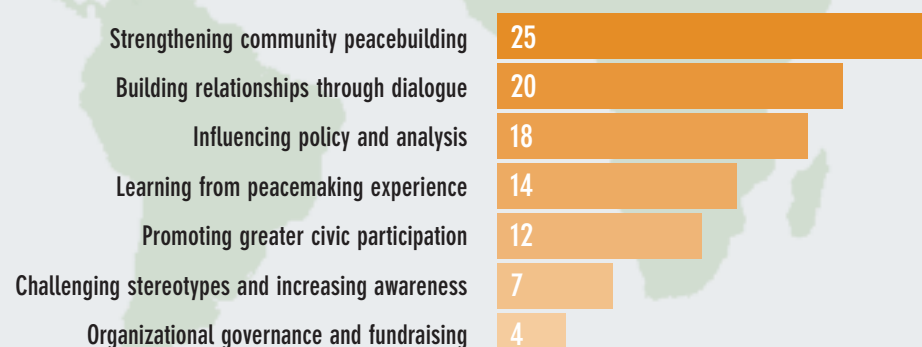 Strengthening community peacebuilding 25
Building relationships through dialogue 20
Influencing policy and analysis 18
Learning from peacemaking experience 14
Promoting greater civic participation 12
Challenging stereotypes and increasing awareness 7
Organizational governance and fundraising 4